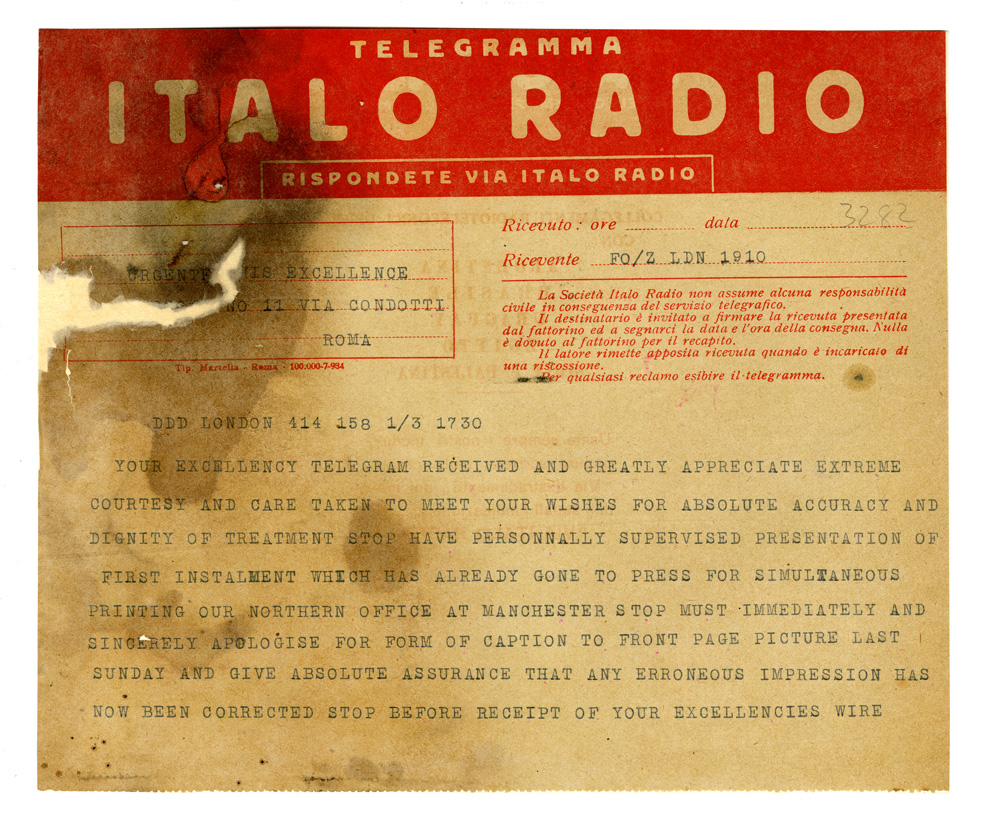 TELEGRAMMA
ITALO RADIO
RISPONDETE VIA ITALO RADIO
3282
Ricevuto: ore data
Ricevente FO/Z LDN 1910
URGENTE HIS EXCELLENCE
NO 11 VIA CONDOTTI
ROMA
Tip. Martella - Roma - 100.000-7-934
La Società Italo Radio non assume alcuna responsabilità
civile in conseguenza del servisio telegrafico.
Il destinatario è invitato a firmare la ricevuta presentata
dal fattorino ed a segnarci la data e l'ora della consegna. Nulla
è dovuto al fattorino per il recapito.
Il latore rimette apposita ricevuta quando è incaricato di
una riscossione.
Per qualsiasi reclamo esibire il telegramma.
DDD LONDON 414 158 1/3 1730
YOUR EXCELLENCY TELEGRAM RECEIVED AND GREATLY APPRECIATE EXTREME
COURTESY AND CARE TAKEN TO MEET YOUR WISHES FOR ABSOLUTE ACCURACY AND
DIGNITY OF TREATMENT STOP HAVE PERSONNALLY SUPERVISED PRESENTATION OF
FIRST INSTALMENT WHICH HAS ALREADY GONE TO PRESS FOR SIMULTANEOUS
PRINTING OUR NORTHERN OFFICE AT MANCHESTER STOP MUST IMMEDIATELY AND
SINCERELY APOLOGISE FOR FORM OF CAPTION TO FRONT PAGE PICTURE LAST
SUNDAY AND GIVE ABSOLUTE ASSURANCE THAT ANY ERRONEOUS IMPRESSION HAS
NOW BEEN CORRECTED STOP BEFORE RECEIPT OF YOUR EXCELLENCIES WIRE